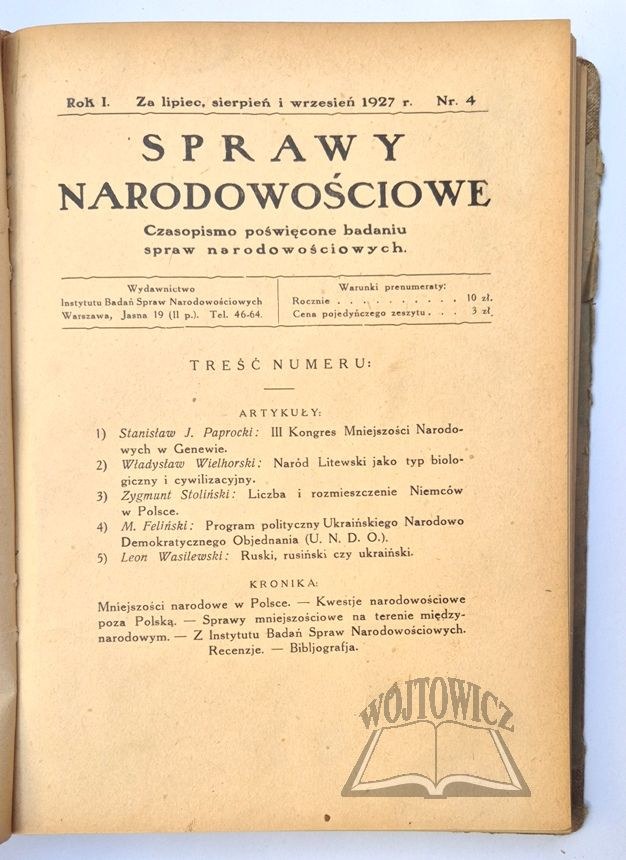 Rok I. Za lipiec, sierpień i wrzesień 1927 r. Nr. 4
SPRAWY
NARODOWOŚCIOWE
Czasopismo poświęcone badaniu
spraw narodowościowych.
Wydawnictwo
Instytutu Badań Spraw Narodowościowych
Warszawa, Jasna 19 (II p.). Tel. 46-64.
Warunki prenumeraty:
Rocznie . . . . . . . . . . 10 zł.
Cena pojedyńczego zeszytu . . . 3 zł.
TREŚĆ NUMERU:
ARTYKUŁY:
1) Stanisław J. Paprocki: III Kongres Mniejszości Narodo-
wych w Genewie.
2) Władysław Wielhorski: Naród Litewski jako typ biolo-
giczny i cywilizacyjny.
3) Zygmunt Stoliński: Liczba i rozmieszczenie Niemców
w Polsce.
4) M. Feliński: Program polityczny Ukraińskiego Narodowo
Demokratycznego Objednania (U. N. D. O.).
5) Leon Wasilewski: Ruski, rusiński czy ukraiński.
KRONIKA:
Mniejszości narodowe w Polsce. — Kwestje narodowościowe
poza Polską. — Sprawy mniejszościowe na terenie między-
narodowym. — Z Instytutu Badań Spraw Narodowościowych.
Recenzje. — Bibljografja.
WÓJTOWICZ